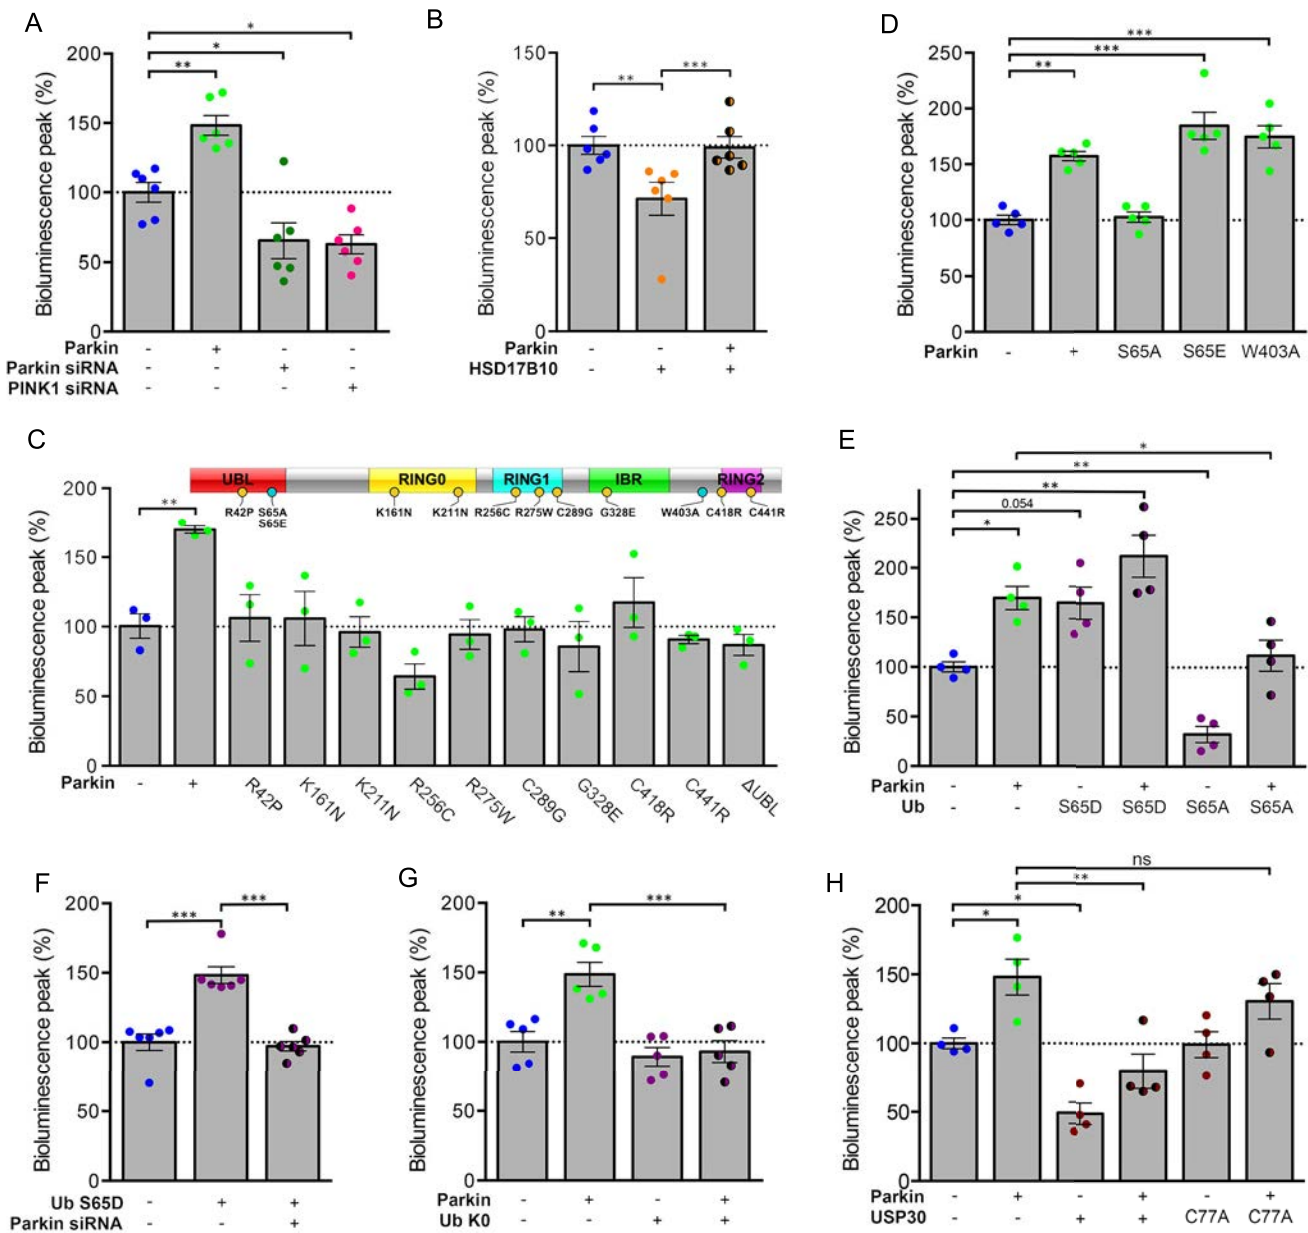 A
Bioluminescence peak (%)
200
150
100
50
0
*
*
**
Parkin - + - -
Parkin siRNA - - + -
PINK1 siRNA - - - +
B
Bioluminescence peak (%)
150
100
50
0
** ***
Parkin - - +
HSD17B10 - + +
D
Bioluminescence peak (%)
250
200
150
100
50
0
***
***
**
Parkin - + S65A S65E W403A
C
Bioluminescence peak (%)
200
150
100
50
0
**
UBL RING0 RING1 IBR RING2
R42P S65A K161N K211N R256C R275W C289G G328E W403A C418R C441R
S65E
Parkin - + R42P K161N K211N R256C R275W C289G G328E C418R C441R ΔUBL
E
Bioluminescence peak (%)
250
200
150
100
50
0
*
**
**
0.054
*
Parkin - + - + - +
Ub - - S65D S65D S65A S65A
F
Bioluminescence peak (%)
200
150
100
50
0
*** ***
Ub S65D - + +
Parkin siRNA - - +
G
Bioluminescence peak (%)
200
150
100
50
0
** ***
Parkin - + - +
Ub K0 - - + +
H
Bioluminescence peak (%)
200
150
100
50
0
ns
**
*
*
Parkin - + - + - +
USP30 - - + + C77A C77A